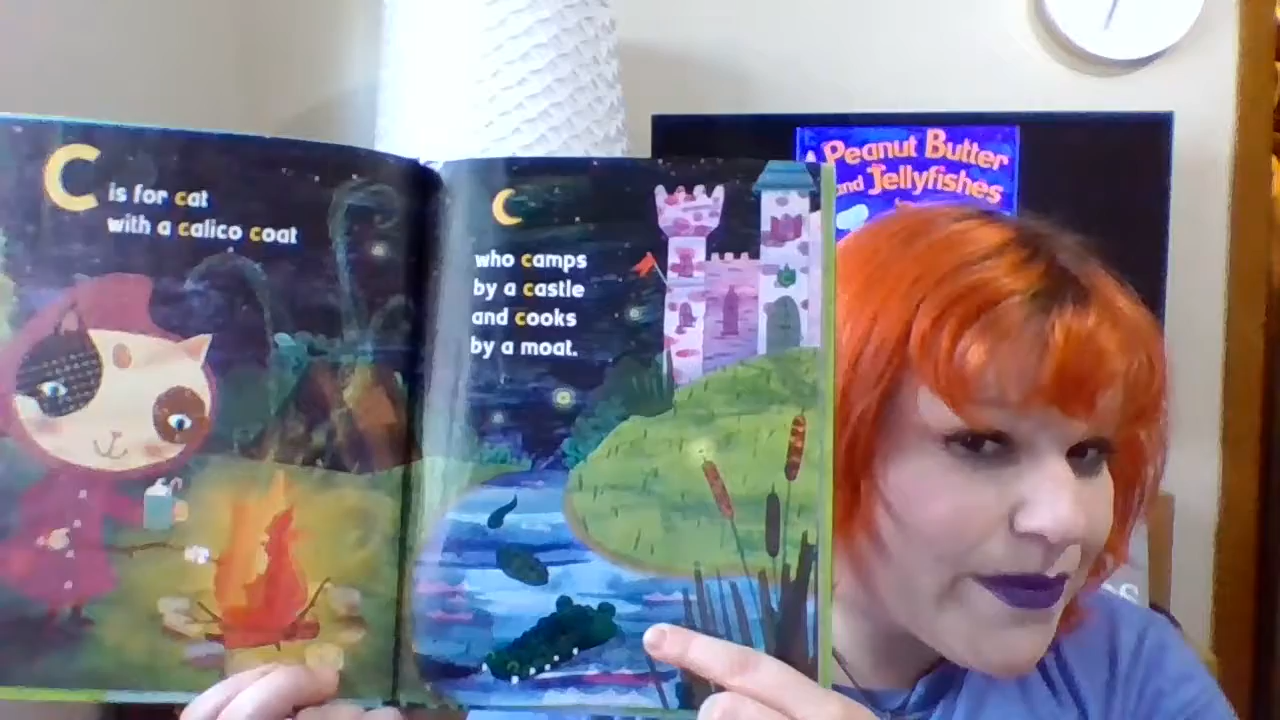 C is for cat
with a calico coat
who camps
by a castle
and cooks
by a moat.
Peanut Butter
and Jellyfishes